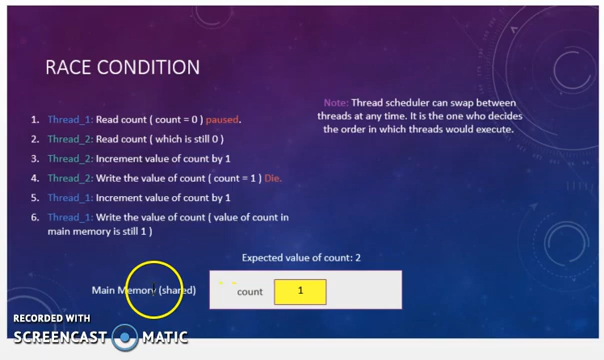 RACE CONDITION
1. Thread_1: Read count ( count = 0 ) paused.
2. Thread_2: Read count ( which is still 0 )
3. Thread_2: Increment value of count by 1
4. Thread_2: Write the value of count ( count = 1 ) Die.
5. Thread_1: Increment value of count by 1
6. Thread_1: Write the value of count ( value of count in
main memory is still 1 )
Note: Thread scheduler can swap between
threads at any time. It is the one who decides
the order in which threads would execute.
Expected value of count: 2
Main Memory (shared)
count
1
RECORDED WITH
SCREENCAST MATIC